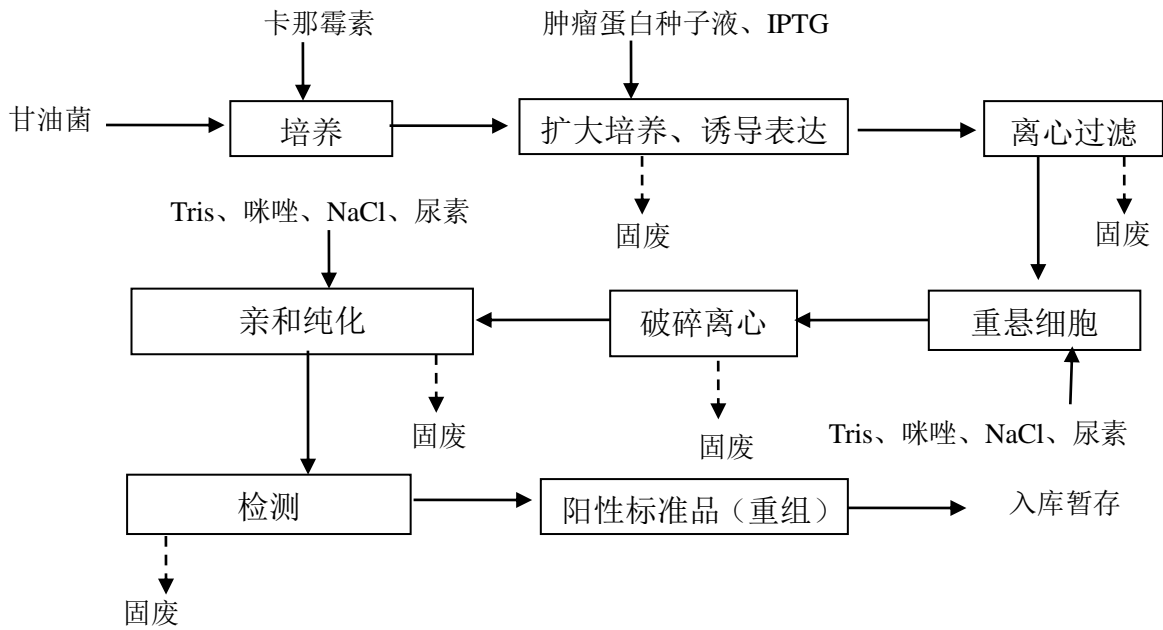 卡那霉素
肿瘤蛋白种子液、IPTG
甘油菌
培养
扩大培养、诱导表达
离心过滤
Tris、咪唑、NaCl、尿素
固废
固废
亲和纯化
破碎离心
重悬细胞
固废
固废
Tris、咪唑、NaCl、尿素
检测
阳性标准品（重组）
入库暂存
固废